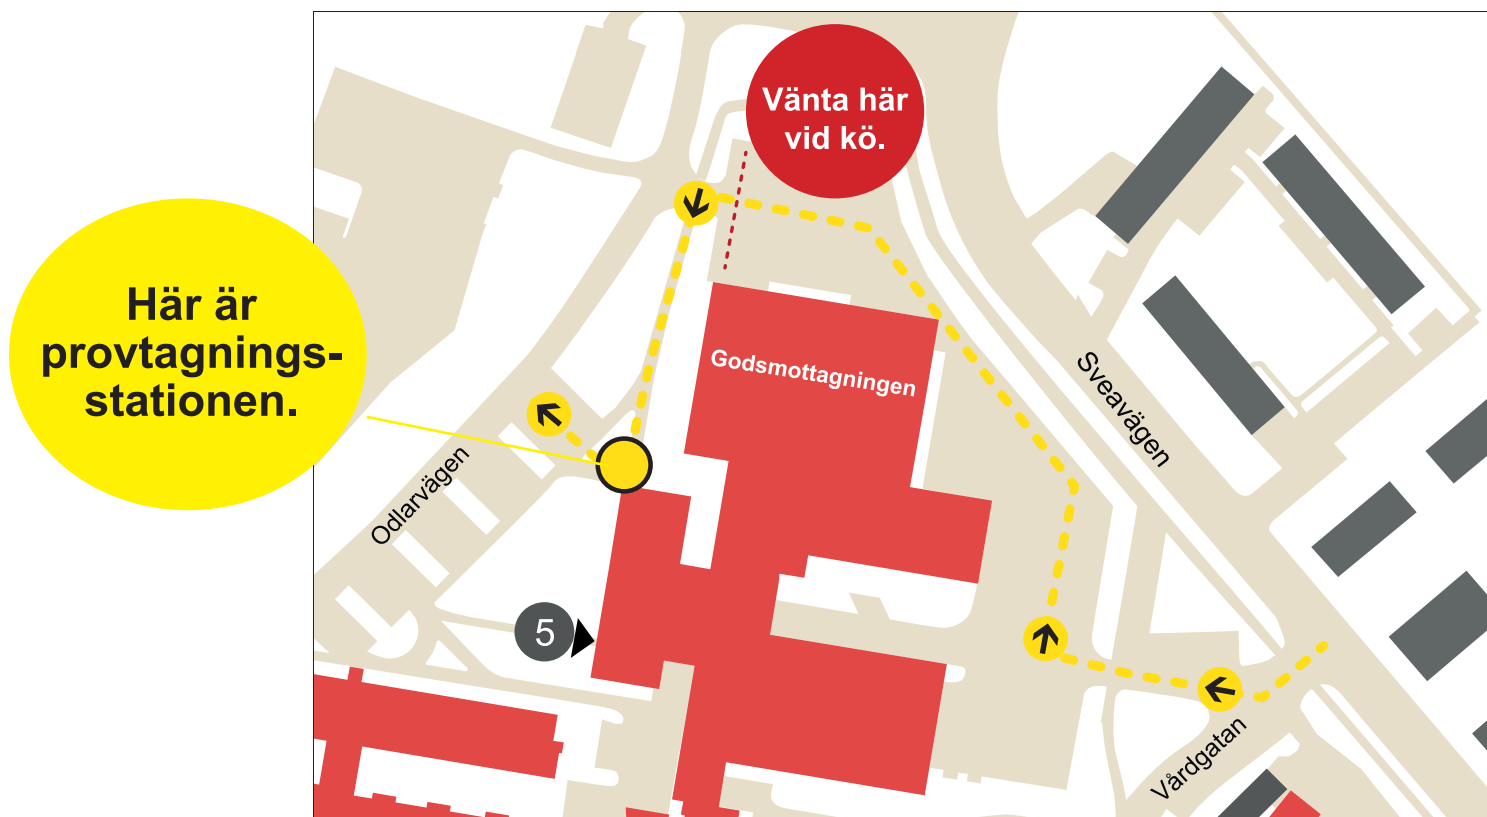 Vänta här
vid kö.
Här är
provtagnings-
stationen.
Godsmottagningen
Sveavägen
Odlarvägen
5
Vårdgatan